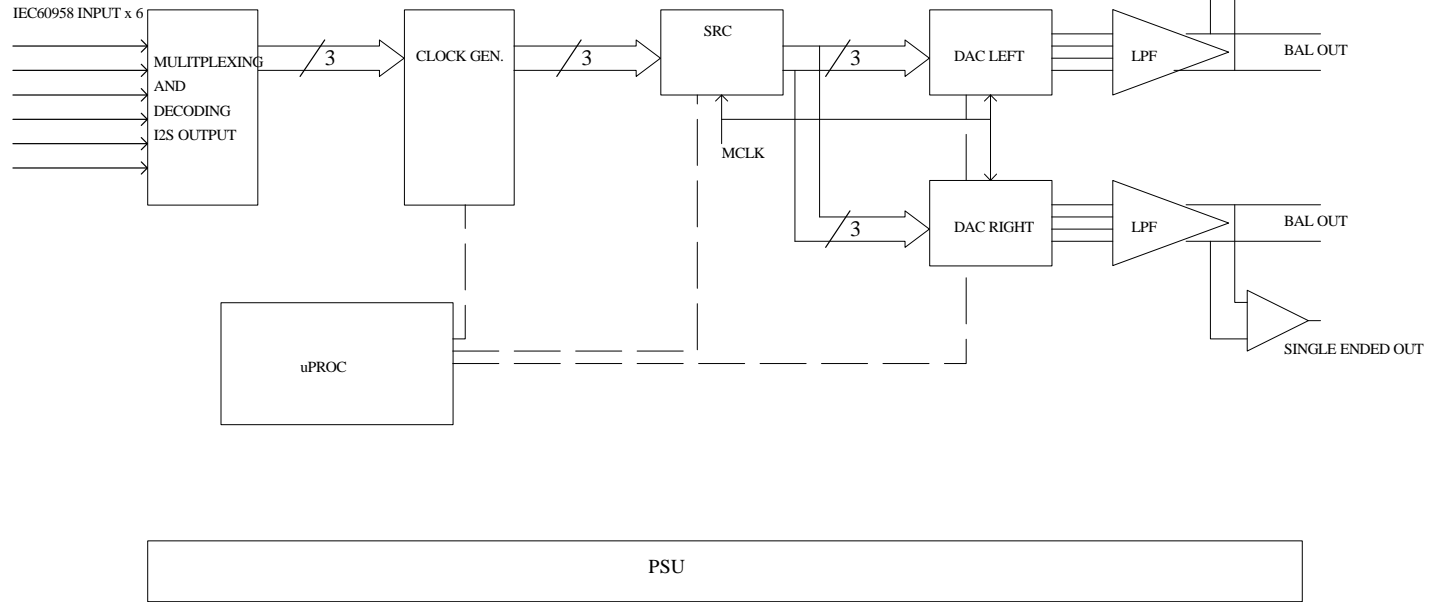 IEC60958 INPUT x 6
MULITPLEXING
AND
DECODING
I2S OUTPUT
3
CLOCK GEN.
3
SRC
MCLK
3
DAC LEFT
LPF
BAL OUT
3
DAC RIGHT
LPF
BAL OUT
SINGLE ENDED OUT
uPROC
PSU